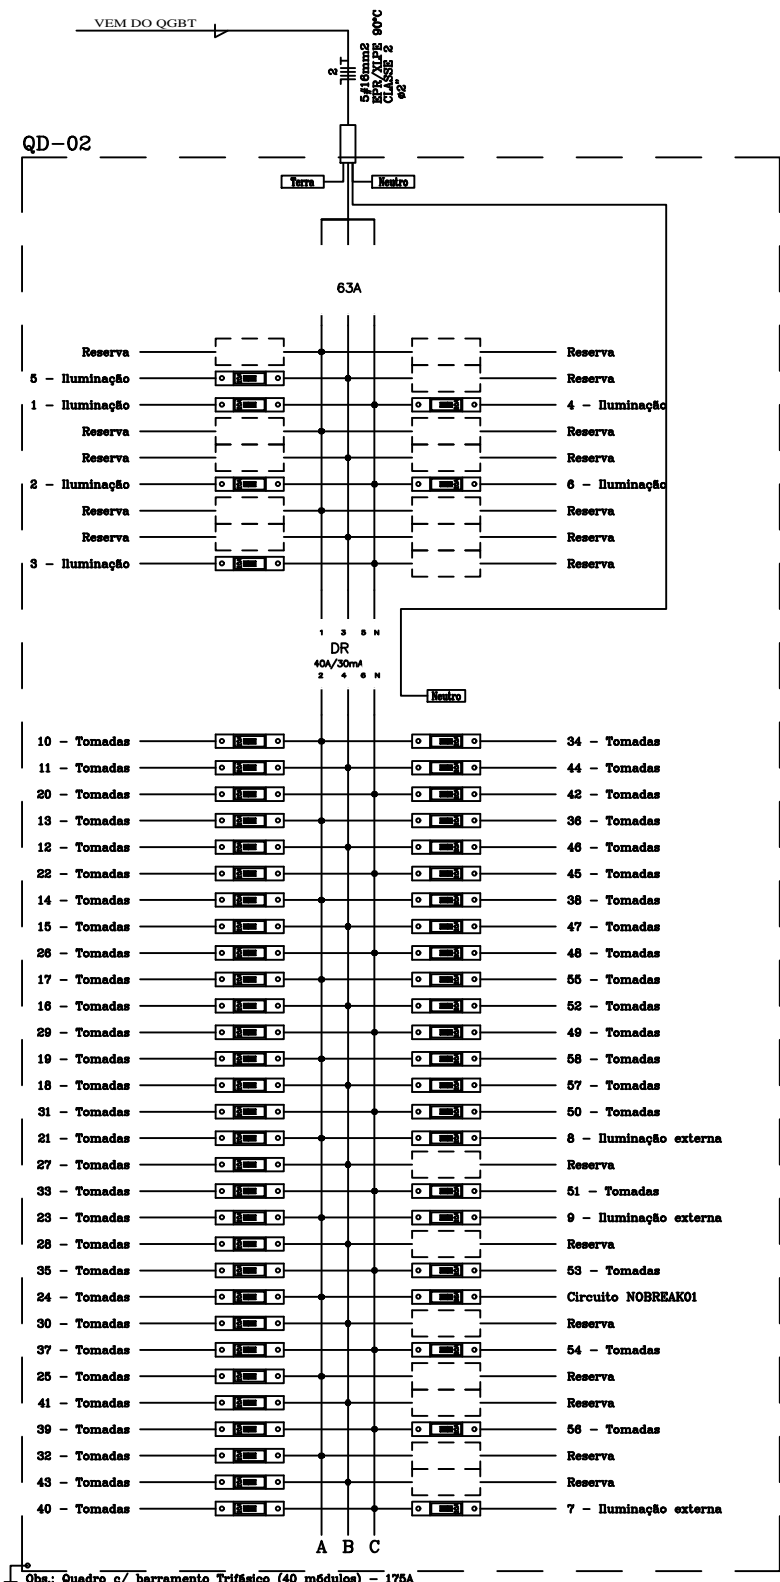 VEM DO QGBT
2
5#16mm2
EPR/XLPE 90°C
CLASSE 2
ø2"
QD-02
Terra
Neutro
63A
Reserva Reserva
5 - Iluminação Reserva
1 - Iluminação 4 - Iluminação
Reserva Reserva
Reserva Reserva
2 - Iluminação 6 - Iluminação
Reserva Reserva
Reserva Reserva
3 - Iluminação Reserva
1 3 5 N
DR
40A/30mA
2 4 6 N
Neutro
10 - Tomadas 34 - Tomadas
11 - Tomadas 44 - Tomadas
20 - Tomadas 42 - Tomadas
13 - Tomadas 36 - Tomadas
12 - Tomadas 46 - Tomadas
22 - Tomadas 45 - Tomadas
14 - Tomadas 38 - Tomadas
15 - Tomadas 47 - Tomadas
26 - Tomadas 48 - Tomadas
17 - Tomadas 55 - Tomadas
16 - Tomadas 52 - Tomadas
29 - Tomadas 49 - Tomadas
19 - Tomadas 58 - Tomadas
18 - Tomadas 57 - Tomadas
31 - Tomadas 50 - Tomadas
21 - Tomadas 8 - Iluminação externa
27 - Tomadas Reserva
33 - Tomadas 51 - Tomadas
23 - Tomadas 9 - Iluminação externa
28 - Tomadas Reserva
35 - Tomadas 53 - Tomadas
24 - Tomadas Circuito NOBREAK01
30 - Tomadas Reserva
37 - Tomadas 54 - Tomadas
25 - Tomadas Reserva
41 - Tomadas Reserva
39 - Tomadas 56 - Tomadas
32 - Tomadas Reserva
43 - Tomadas Reserva
40 - Tomadas 7 - Iluminação externa
A B C
Obs.: Quadro c/ barramento Trifásico (40 módulos) - 175A